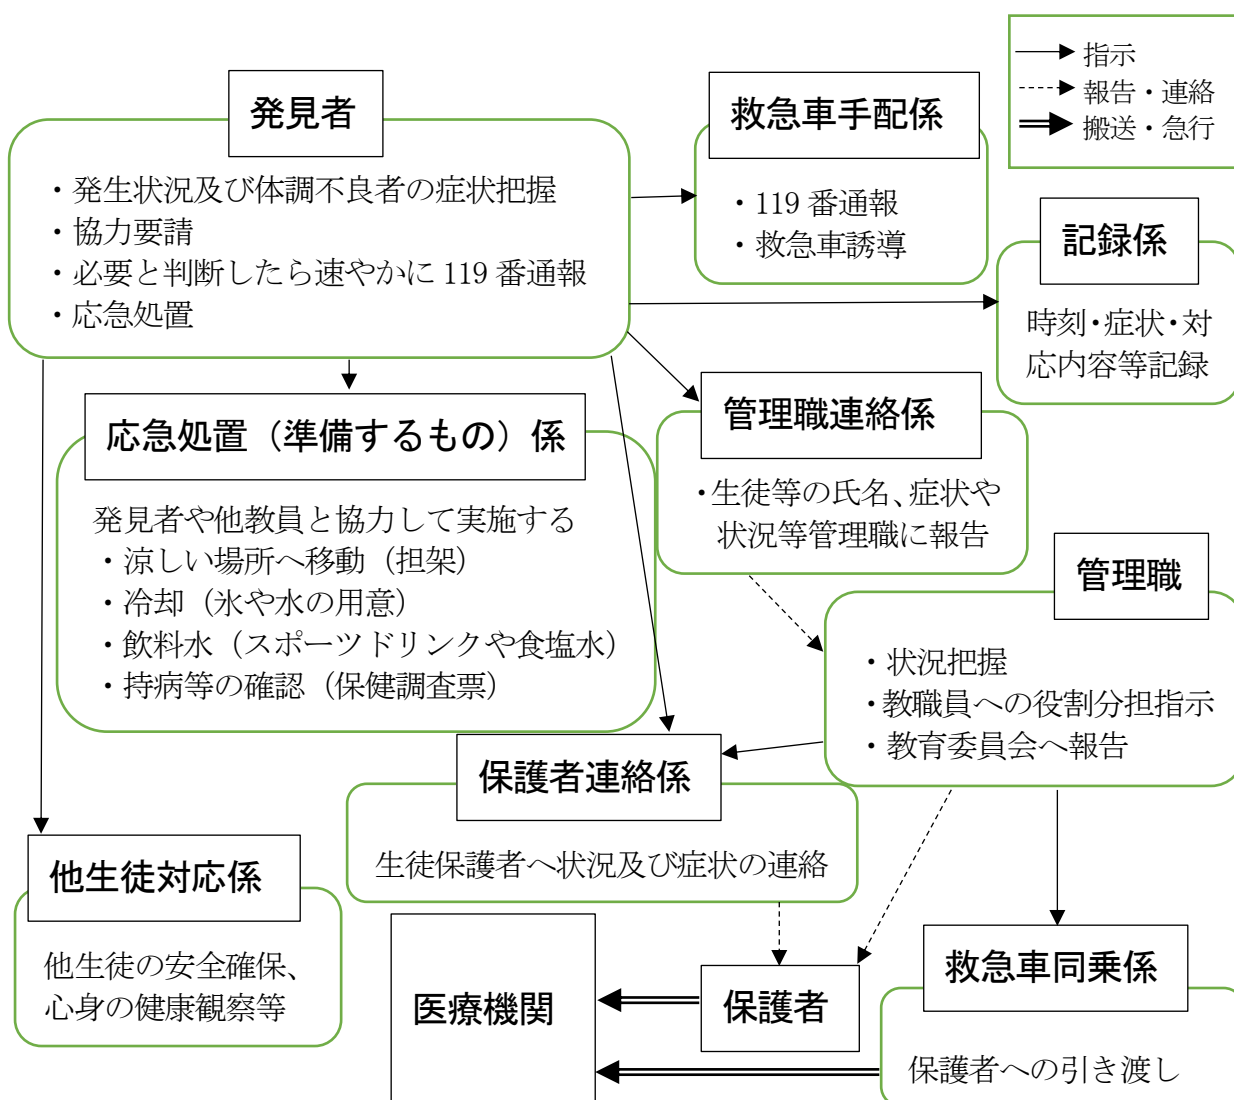 指示
報告・連絡
搬送・急行
発見者
・発生状況及び体調不良者の症状把握
・協力要請
・必要と判断したら速やかに 119 番通報
・応急処置
救急車手配係
・119 番通報
・救急車誘導
記録係
時刻・症状・対
応内容等記録
応急処置（準備するもの）係
発見者や他教員と協力して実施する
・涼しい場所へ移動（担架）
・冷却（氷や水の用意）
・飲料水（スポーツドリンクや食塩水）
・持病等の確認（保健調査票）
管理職連絡係
・生徒等の氏名、症状や
状況等管理職に報告
管理職
・状況把握
・教職員への役割分担指示
・教育委員会へ報告
保護者連絡係
生徒保護者へ状況及び症状の連絡
他生徒対応係
他生徒の安全確保、
心身の健康観察等
医療機関
保護者
救急車同乗係
保護者への引き渡し